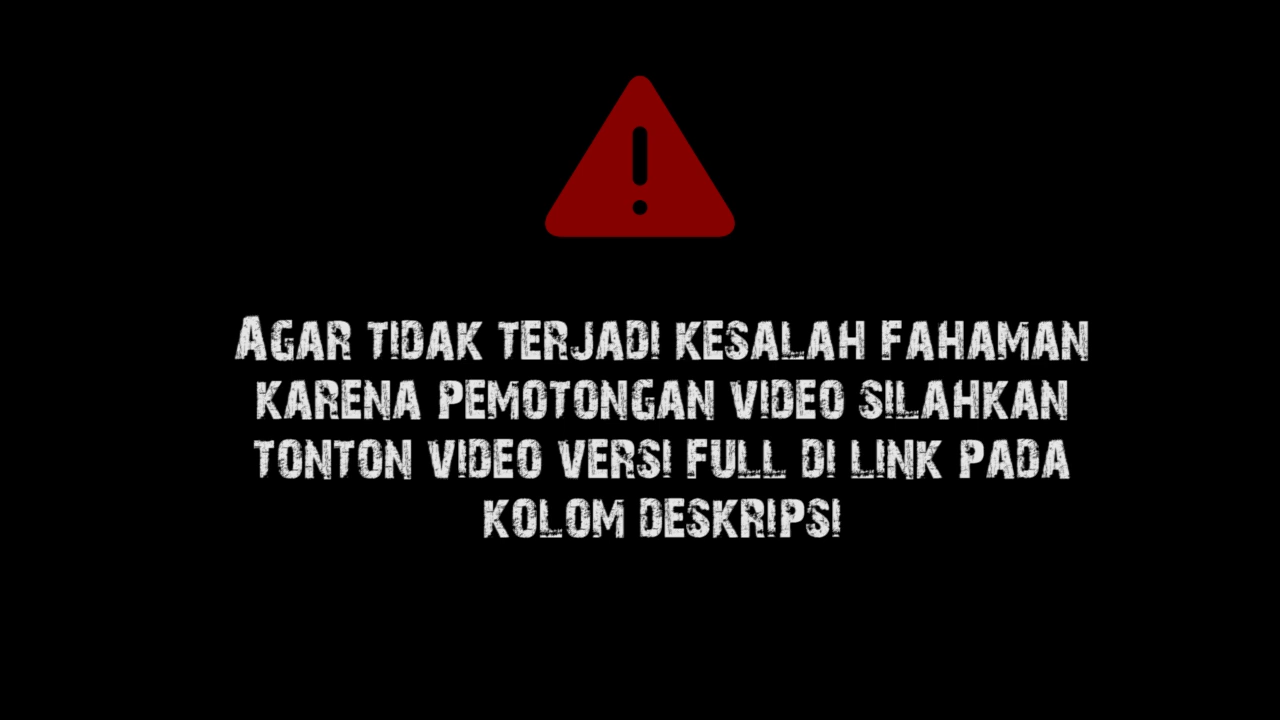 Agar tidak terjadi kesalah fahaman
karena pemotongan video silahkan
tonton video versi full di link pada
kolom deskripsi